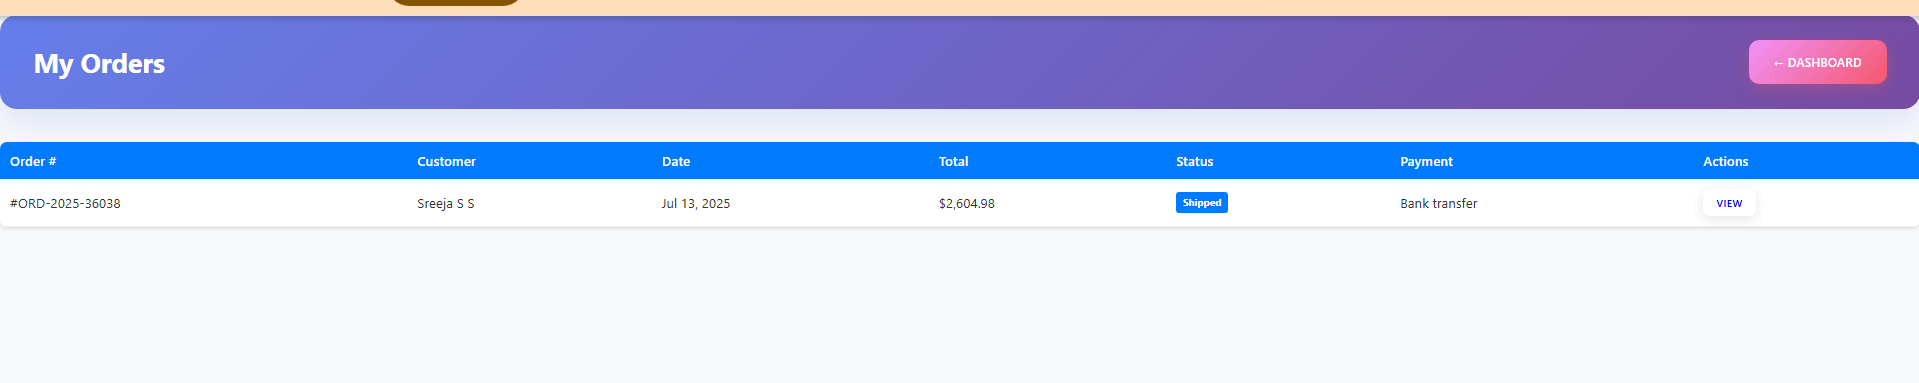 My Orders
← DASHBOARD
Order # Customer Date Total Status Payment Actions
#ORD-2025-36038 Sreeja S S Jul 13, 2025 $2,604.98 Shipped Bank transfer VIEW